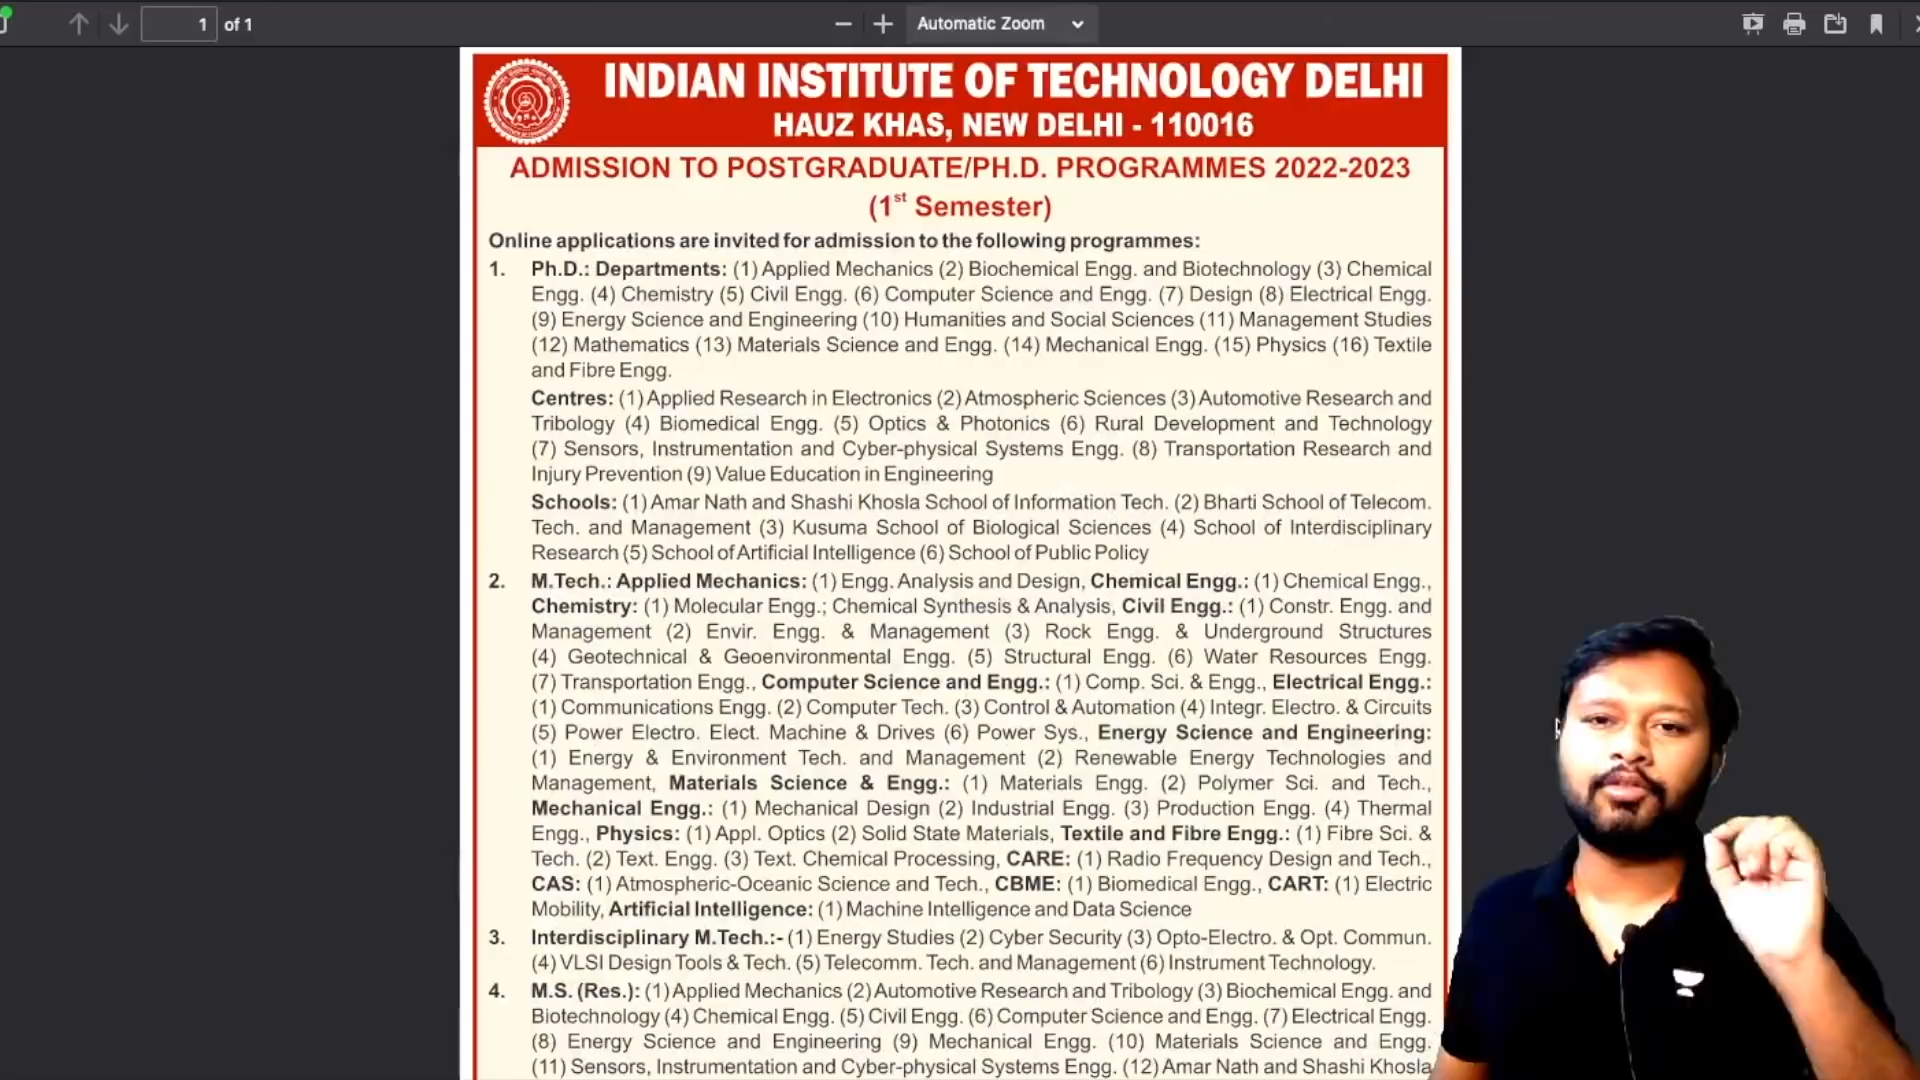 1 of 1
Automatic Zoom
INDIAN INSTITUTE OF TECHNOLOGY DELHI
HAUZ KHAS, NEW DELHI - 110016
ADMISSION TO POSTGRADUATE/PH.D. PROGRAMMES 2022-2023
(1st Semester)
Online applications are invited for admission to the following programmes:
1. Ph.D.: Departments: (1) Applied Mechanics (2) Biochemical Engg. and Biotechnology (3) Chemical
Engg. (4) Chemistry (5) Civil Engg. (6) Computer Science and Engg. (7) Design (8) Electrical Engg.
(9) Energy Science and Engineering (10) Humanities and Social Sciences (11) Management Studies
(12) Mathematics (13) Materials Science and Engg. (14) Mechanical Engg. (15) Physics (16) Textile
and Fibre Engg.
Centres: (1) Applied Research in Electronics (2) Atmospheric Sciences (3) Automotive Research and
Tribology (4) Biomedical Engg. (5) Optics & Photonics (6) Rural Development and Technology
(7) Sensors, Instrumentation and Cyber-physical Systems Engg. (8) Transportation Research and
Injury Prevention (9) Value Education in Engineering
Schools: (1) Amar Nath and Shashi Khosla School of Information Tech. (2) Bharti School of Telecom.
Tech. and Management (3) Kusuma School of Biological Sciences (4) School of Interdisciplinary
Research (5) School of Artificial Intelligence (6) School of Public Policy
2. M.Tech.: Applied Mechanics: (1) Engg. Analysis and Design, Chemical Engg.: (1) Chemical Engg.,
Chemistry: (1) Molecular Engg.; Chemical Synthesis & Analysis, Civil Engg.: (1) Constr. Engg. and
Management (2) Envir. Engg. & Management (3) Rock Engg. & Underground Structures
(4) Geotechnical & Geoenvironmental Engg. (5) Structural Engg. (6) Water Resources Engg.
(7) Transportation Engg., Computer Science and Engg.: (1) Comp. Sci. & Engg., Electrical Engg.:
(1) Communications Engg. (2) Computer Tech. (3) Control & Automation (4) Integr. Electro. & Circuits
(5) Power Electro. Elect. Machine & Drives (6) Power Sys., Energy Science and Engineering:
(1) Energy & Environment Tech. and Management (2) Renewable Energy Technologies and
Management, Materials Science & Engg.: (1) Materials Engg. (2) Polymer Sci. and Tech.,
Mechanical Engg.: (1) Mechanical Design (2) Industrial Engg. (3) Production Engg. (4) Thermal
Engg., Physics: (1) Appl. Optics (2) Solid State Materials, Textile and Fibre Engg.: (1) Fibre Sci. &
Tech. (2) Text. Engg. (3) Text. Chemical Processing, CARE: (1) Radio Frequency Design and Tech.,
CAS: (1) Atmospheric-Oceanic Science and Tech., CBME: (1) Biomedical Engg., CART: (1) Electric
Mobility, Artificial Intelligence: (1) Machine Intelligence and Data Science
3. Interdisciplinary M.Tech.:- (1) Energy Studies (2) Cyber Security (3) Opto-Electro. & Opt. Commun.
(4) VLSI Design Tools & Tech. (5) Telecomm. Tech. and Management (6) Instrument Technology.
4. M.S. (Res.): (1) Applied Mechanics (2) Automotive Research and Tribology (3) Biochemical Engg. and
Biotechnology (4) Chemical Engg. (5) Civil Engg. (6) Computer Science and Engg. (7) Electrical Engg.
(8) Energy Science and Engineering (9) Mechanical Engg. (10) Materials Science and Engg.
(11) Sensors, Instrumentation and Cyber-physical Systems Engg. (12) Amar Nath and Shashi Khosla